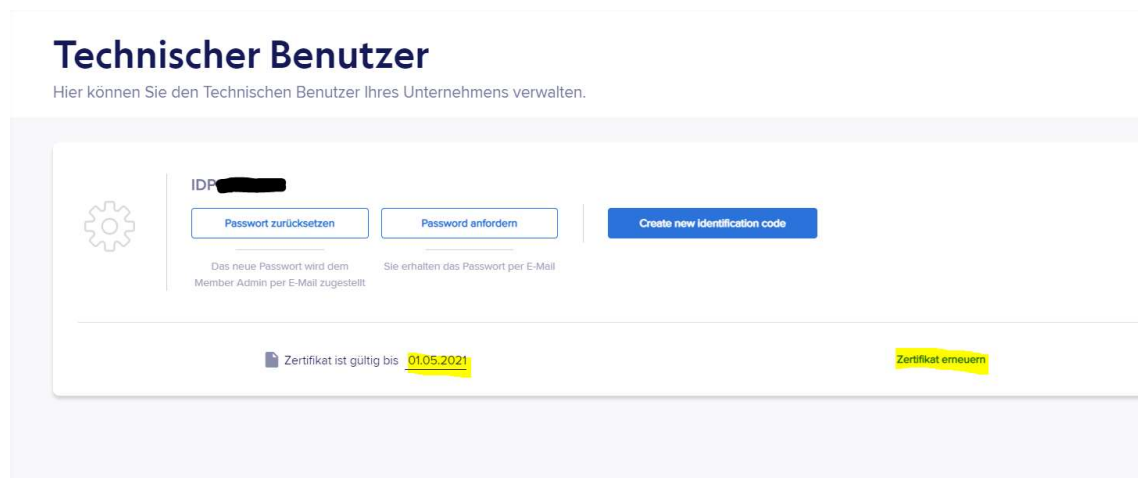 Technischer Benutzer
Hier können Sie den Technischen Benutzer Ihres Unternehmens verwalten.
IDP
Passwort zurücksetzen
Password anfordern
Create new identification code
Das neue Passwort wird dem
Member Admin per E-Mail zugestellt
Sie erhalten das Passwort per E-Mail
Zertifikat ist gültig bis 01.05.2021
Zertifikat erneuern